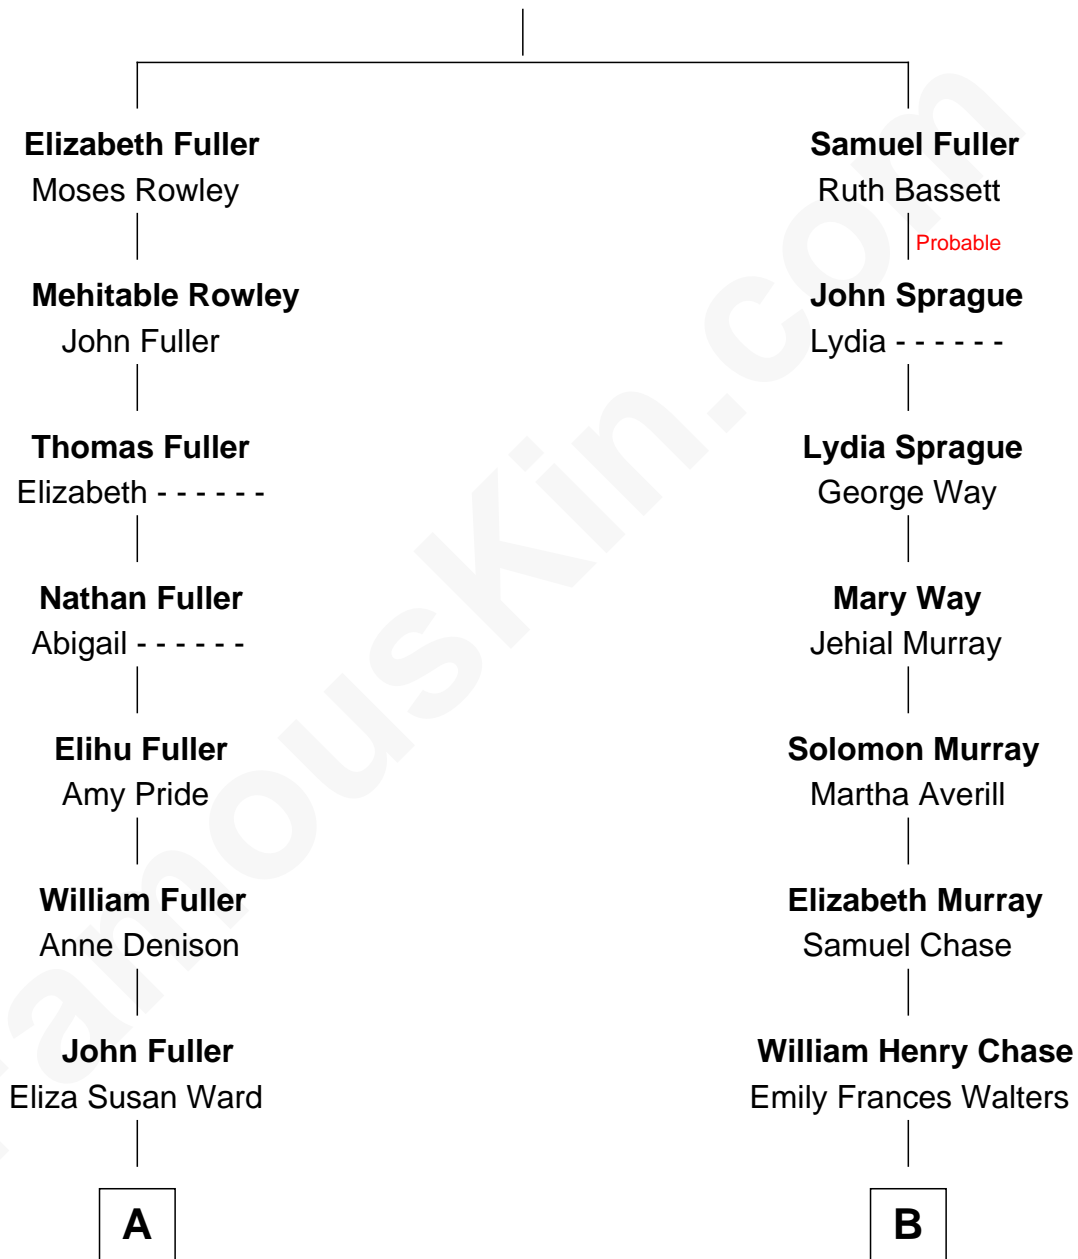 Elizabeth Fuller
Moses Rowley
Mehitable Rowley
John Fuller
Thomas Fuller
Elizabeth - - - - - -
Nathan Fuller
Abigail - - - - - -
Elihu Fuller
Amy Pride
William Fuller
Anne Denison
John Fuller
Eliza Susan Ward
A
Samuel Fuller
Ruth Bassett
Probable
John Sprague
Lydia - - - - - -
Lydia Sprague
George Way
Mary Way
Jehial Murray
Solomon Murray
Martha Averill
Elizabeth Murray
Samuel Chase
William Henry Chase
Emily Frances Walters
B
FamousKin.com